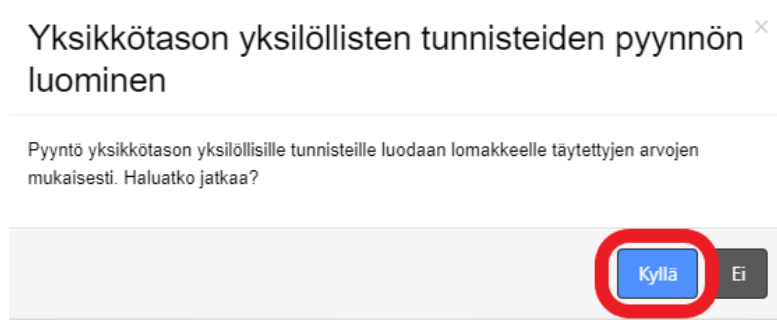 Yksikkötason yksilöllisten tunnisteiden pyynnön
luominen
Pyyntö yksikkötason yksilöllisille tunnisteille luodaan lomakkeelle täytettyjen arvojen
mukaisesti. Haluatko jatkaa?
Kyllä Ei